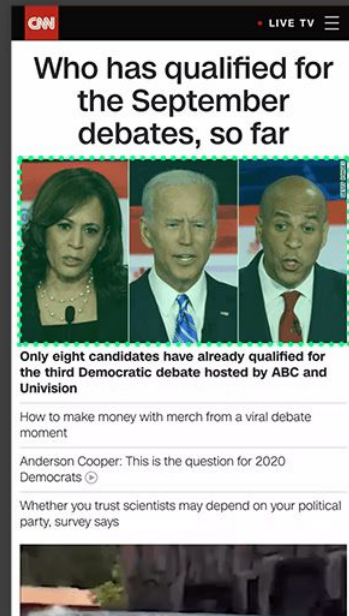 CNN
LIVE TV
Who has qualified for
the September
debates, so far
Only eight candidates have already qualified for
the third Democratic debate hosted by ABC and
Univision
How to make money with merch from a viral debate
moment
Anderson Cooper: This is the question for 2020
Democrats
Whether you trust scientists may depend on your political
party, survey says